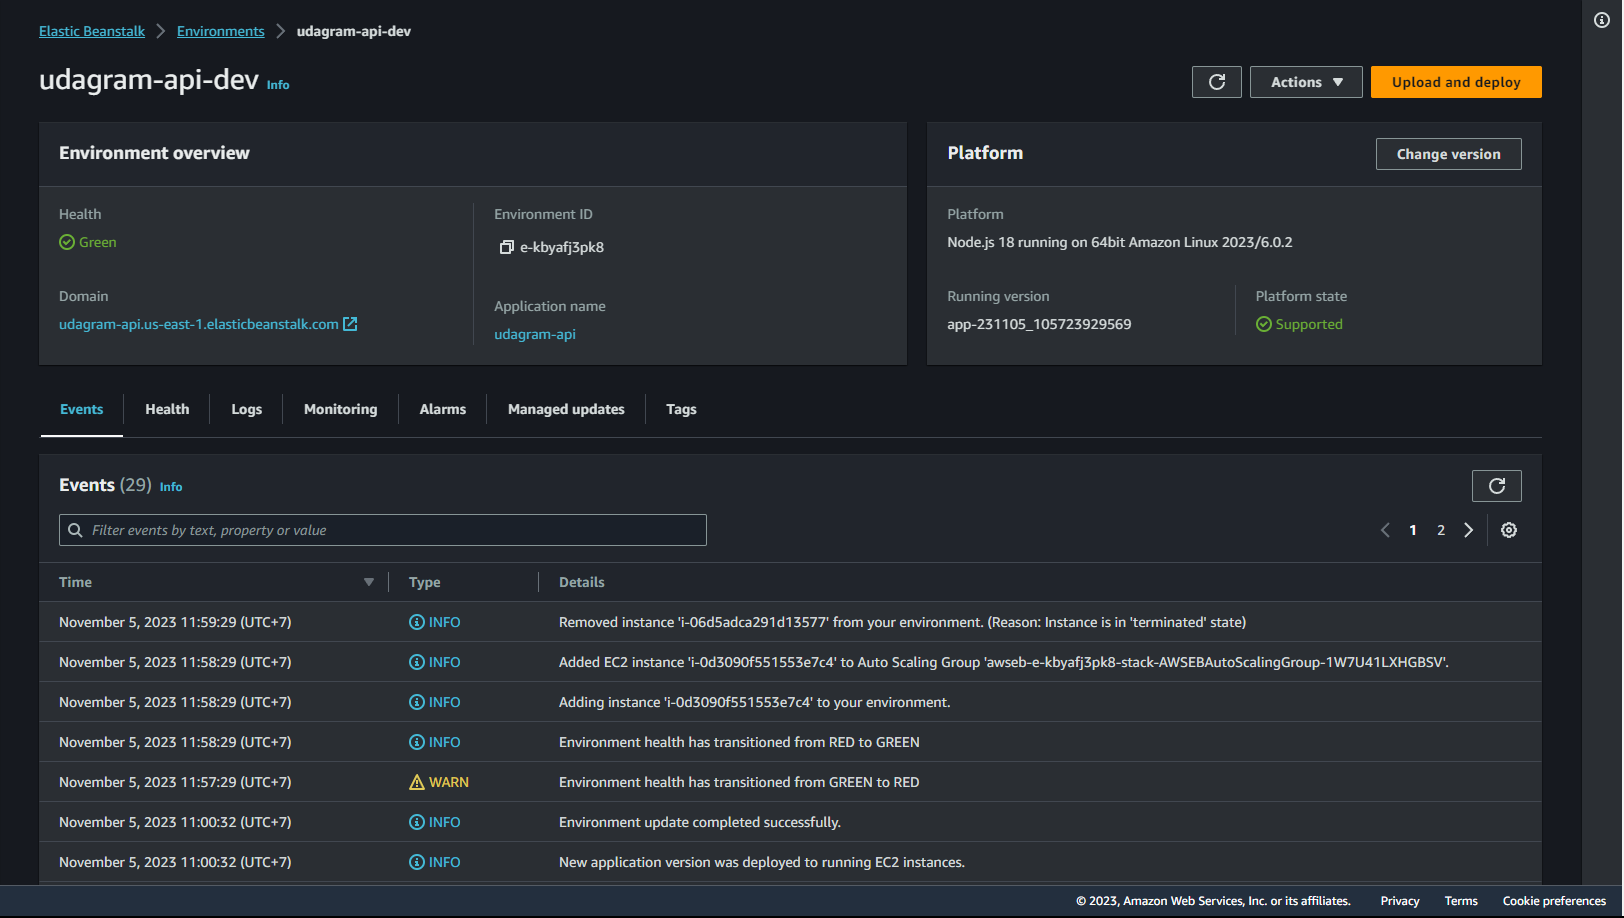 Elastic Beanstalk > Environments > udagram-api-dev
udagram-api-dev Info
Actions
Upload and deploy
Environment overview
Health
Green
Environment ID
e-kbyafj3pk8
Domain
udagram-api.us-east-1.elasticbeanstalk.com
Application name
udagram-api
Platform
Change version
Platform
Node.js 18 running on 64bit Amazon Linux 2023/6.0.2
Running version
app-231105_105723929569
Platform state
Supported
Events Health Logs Monitoring Alarms Managed updates Tags
Events (29) Info
Filter events by text, property or value
1 2
Time Type Details
November 5, 2023 11:59:29 (UTC+7) INFO Removed instance 'i-06d5adca291d13577' from your environment. (Reason: Instance is in 'terminated' state)
November 5, 2023 11:58:29 (UTC+7) INFO Added EC2 instance 'i-0d3090f551553e7c4' to Auto Scaling Group 'awseb-e-kbyafj3pk8-stack-AWSEBAutoScalingGroup-1W7U41LXHGBSV'.
November 5, 2023 11:58:29 (UTC+7) INFO Adding instance 'i-0d3090f551553e7c4' to your environment.
November 5, 2023 11:58:29 (UTC+7) INFO Environment health has transitioned from RED to GREEN
November 5, 2023 11:57:29 (UTC+7) WARN Environment health has transitioned from GREEN to RED
November 5, 2023 11:00:32 (UTC+7) INFO Environment update completed successfully.
November 5, 2023 11:00:32 (UTC+7) INFO New application version was deployed to running EC2 instances.
© 2023, Amazon Web Services, Inc. or its affiliates. Privacy Terms Cookie preferences